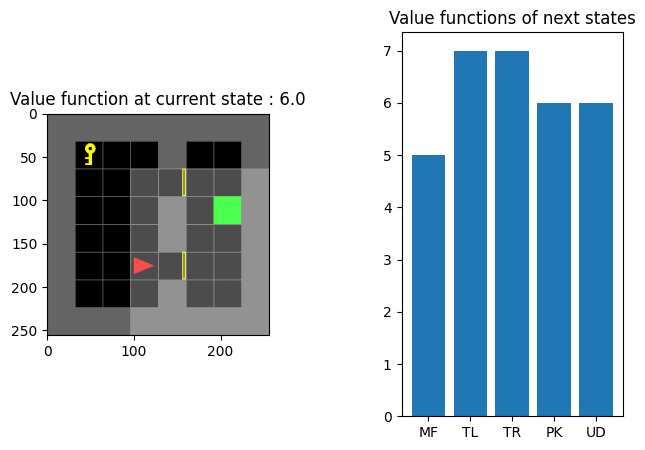 Value function at current state : 6.0
0
50
100
150
200
250
0
100
200
Value functions of next states
7
6
5
4
3
2
1
0
MF
TL
TR
PK
UD